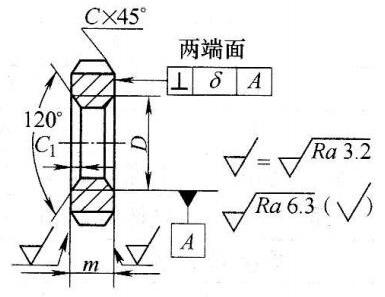 C×45°
两端面
⊥ δ A
120°
C₁
D
√ = √Ra 3.2
√Ra 6.3 (√)
A
m